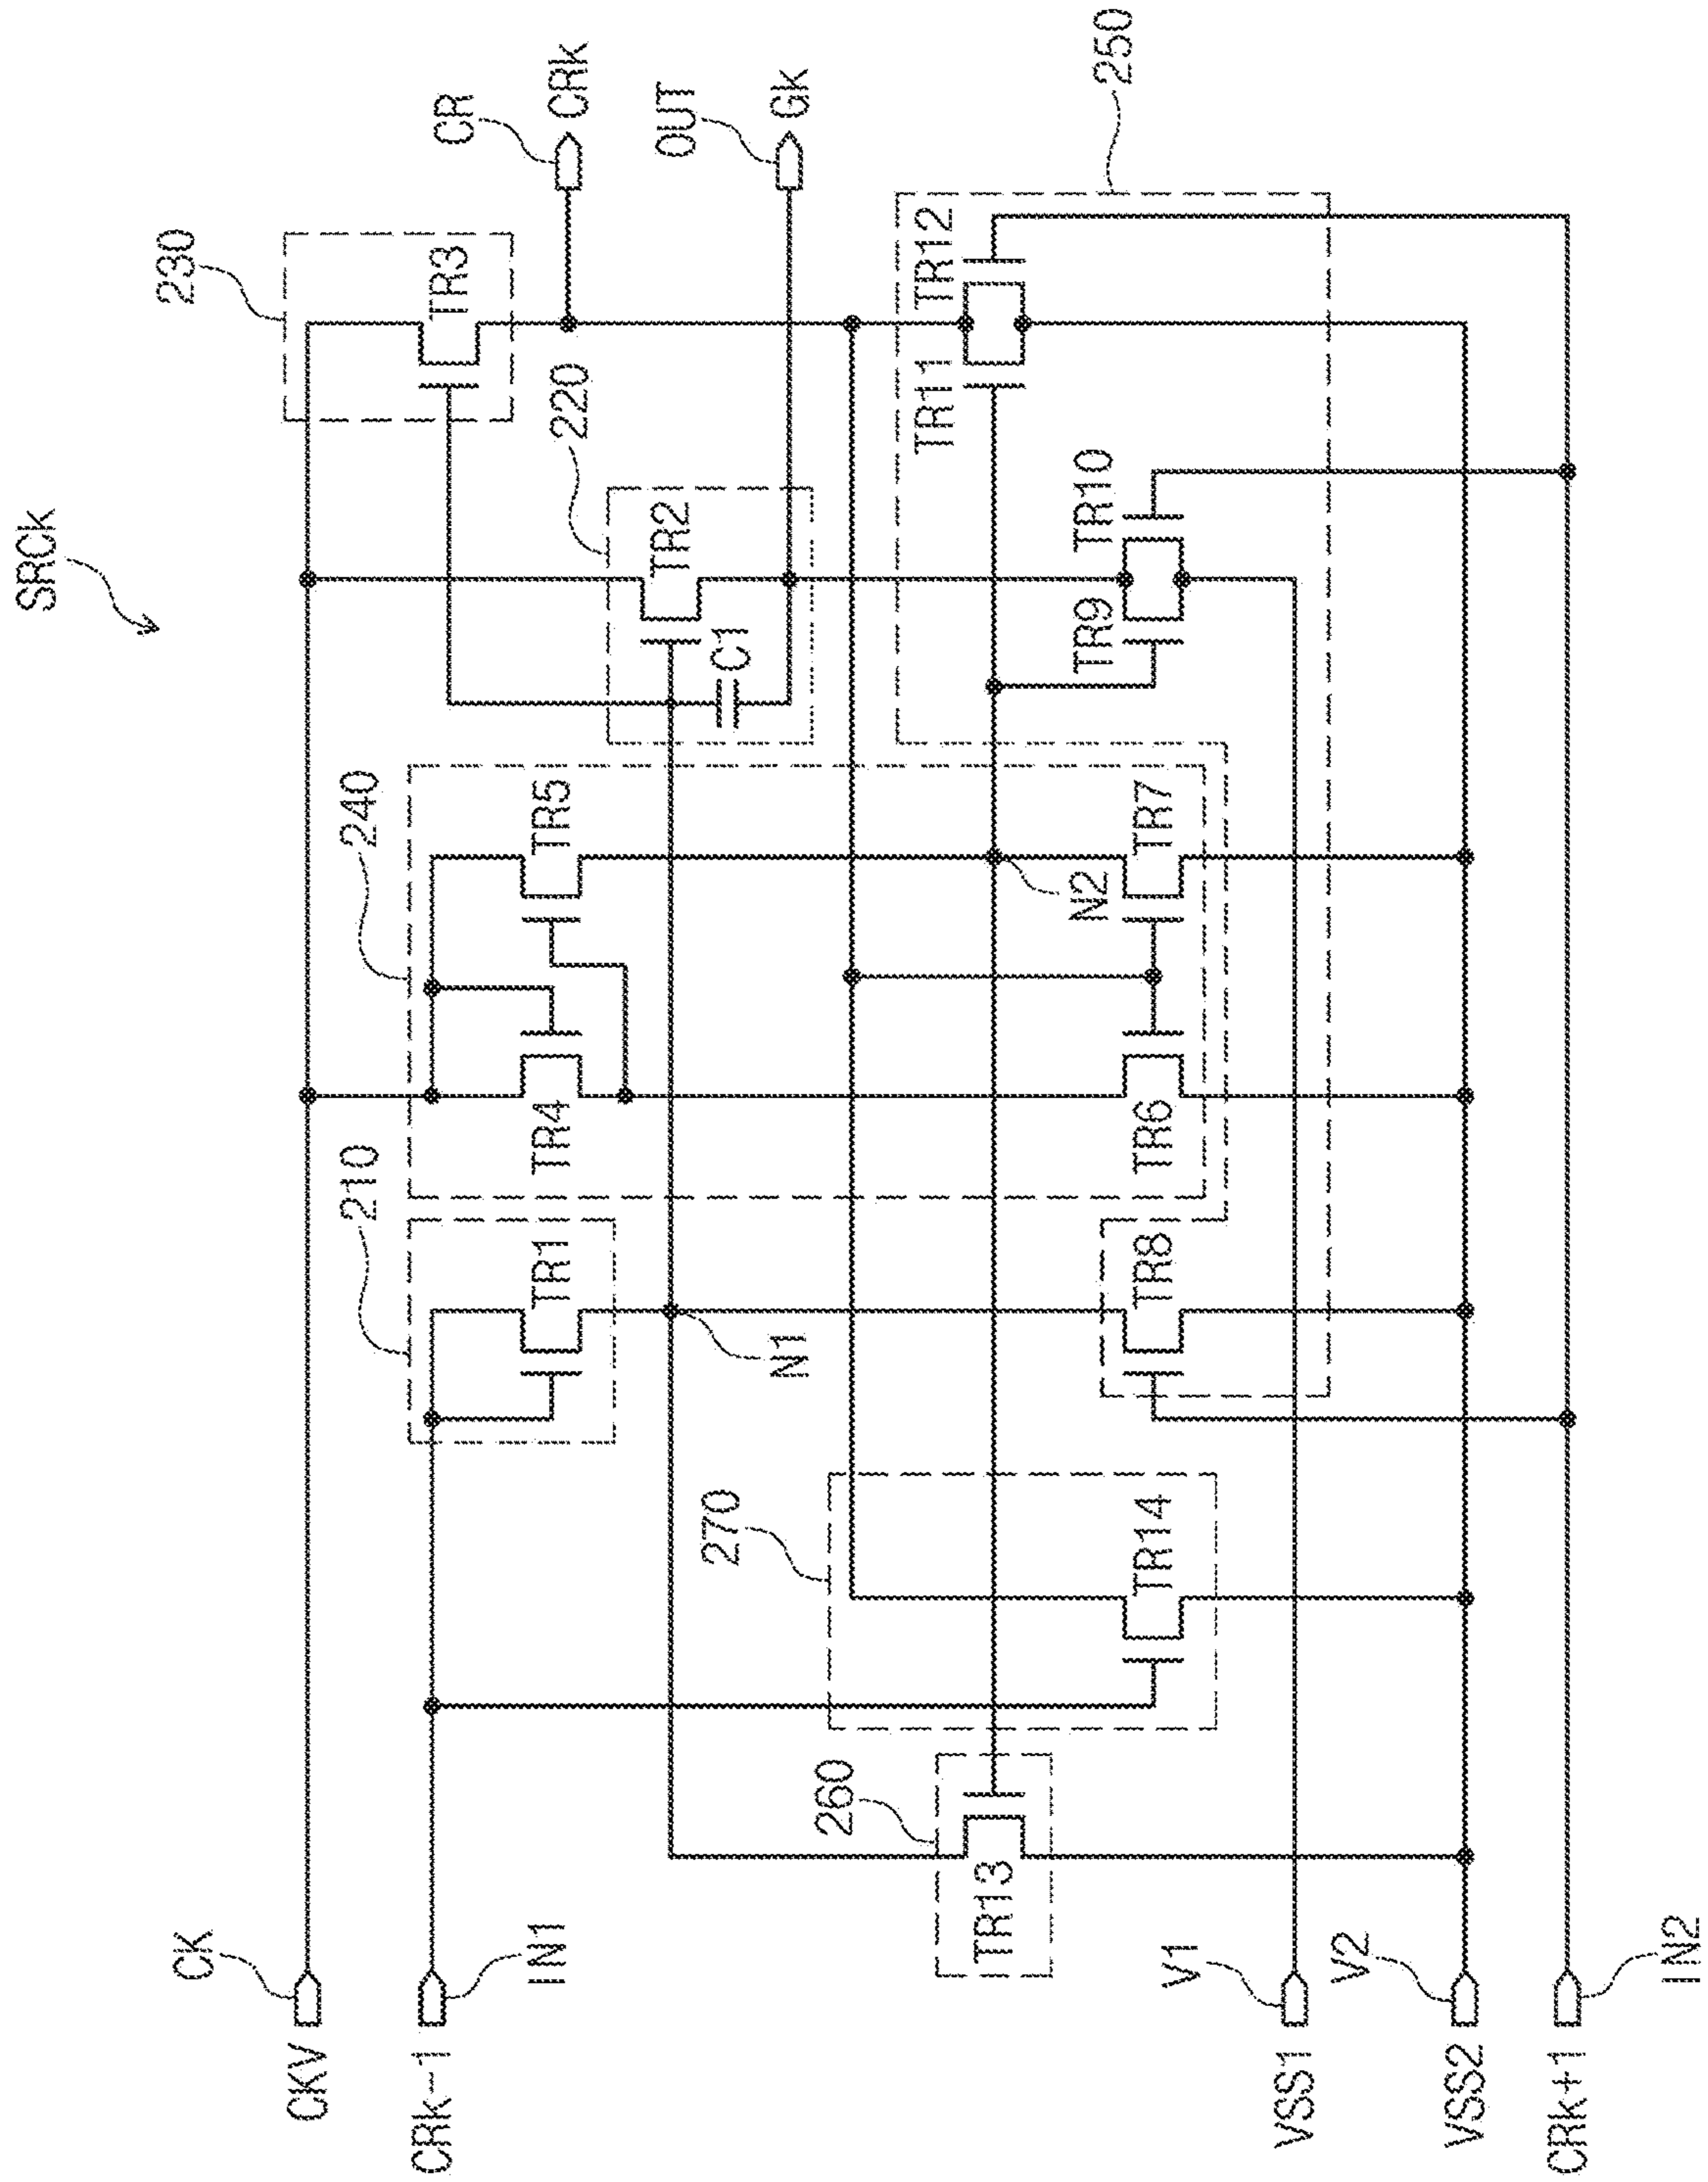 SRCk
230
TR3
CR
CRk
OUT
Gk
220
TR2
C1
250
TR12
TR11
TR10
TR9
240
TR5
TR4
TR7
TR6
N2
210
TR1
N1
TR8
270
TR14
260
TR13
CK
CKV
IN1
CRk-1
V1
VSS1
V2
VSS2
IN2
CRk+1